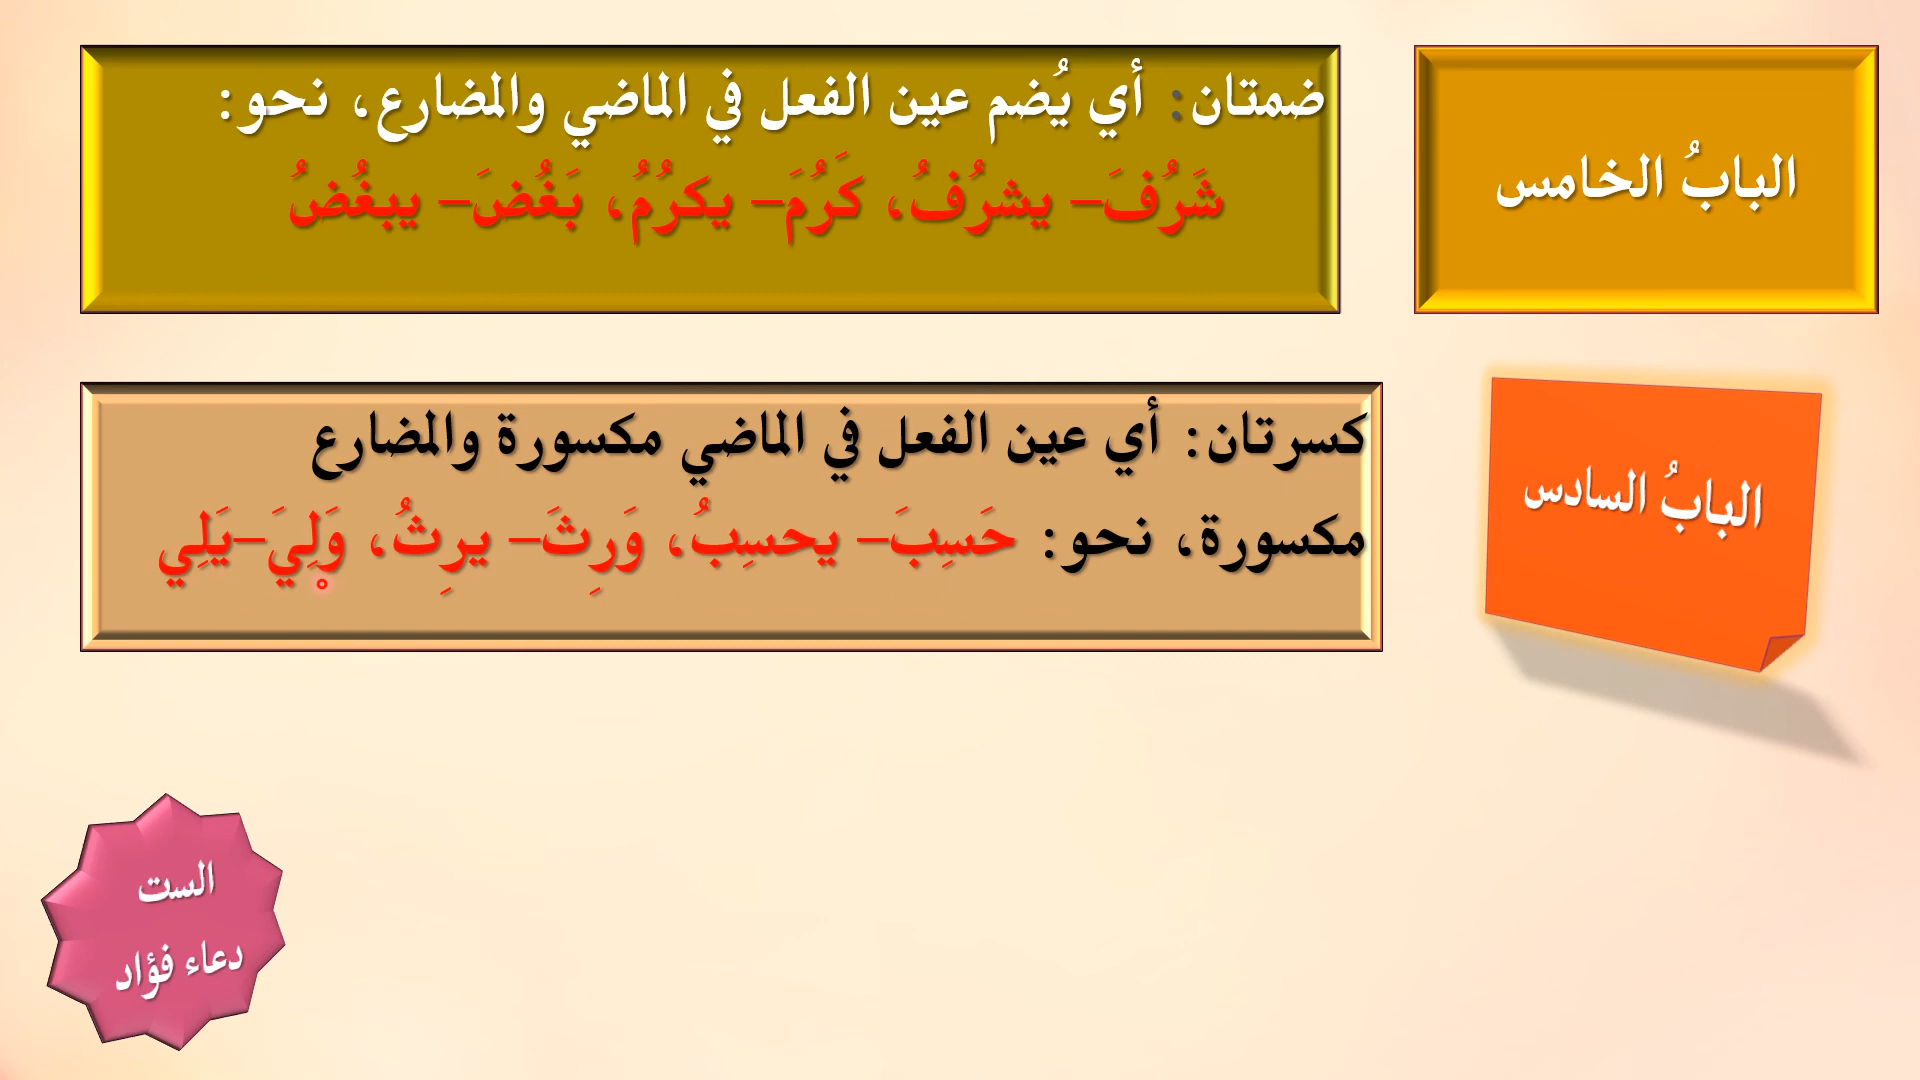 البابُ الخامس
ضمتان: أي يُضم عين الفعل في الماضي والمضارع، نحو:
شَرُفَ– يشرُفُ، كَرُمَ– يكرُمُ، بَغُضَ– يبغُضُ
البابُ السادس
كسرتان: أي عين الفعل في الماضي مكسورة والمضارع
مكسورة، نحو: حَسِبَ– يحسِبُ، وَرِثَ– يرِثُ، وَلِيَ–يَلِي
الست
دعاء فؤاد